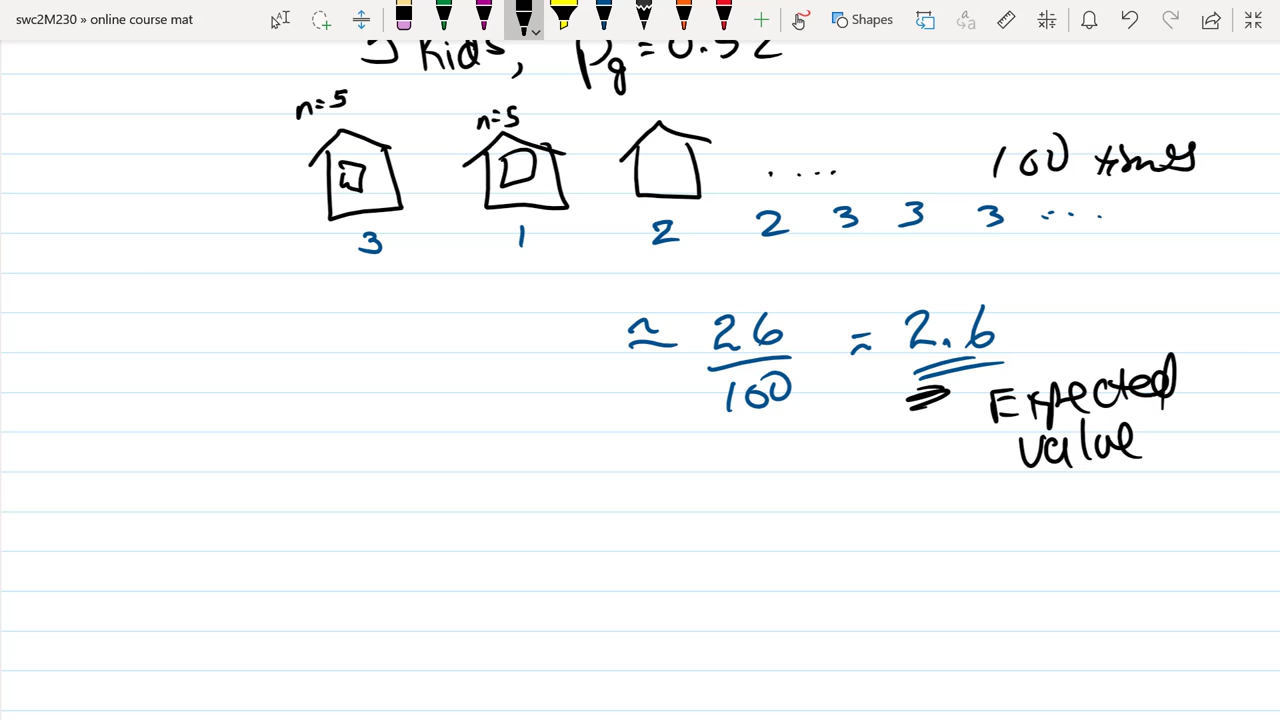 swc2M230 » online course mat
Shapes
5 kids, pg = 0.52
n=5
n=5
.... 100 times
3 1 2 2 3 3 3 ....
≃ 26/100 ≈ 2.6
Expected
value